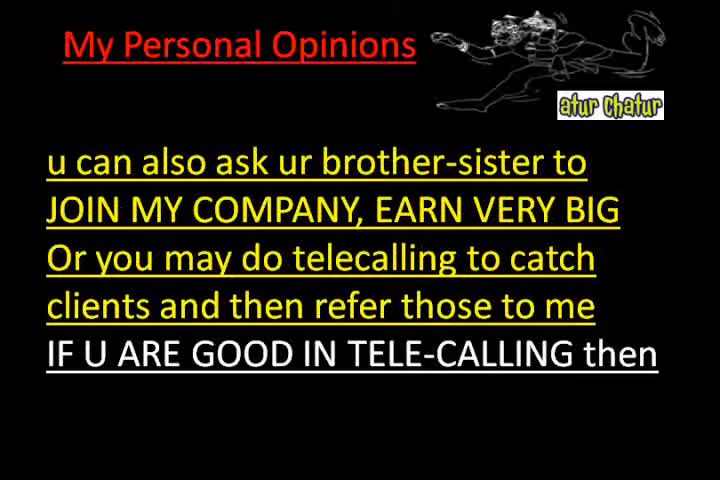 My Personal Opinions
atur chatur
u can also ask ur brother-sister to
JOIN MY COMPANY, EARN VERY BIG
Or you may do telecalling to catch
clients and then refer those to me
IF U ARE GOOD IN TELE-CALLING then